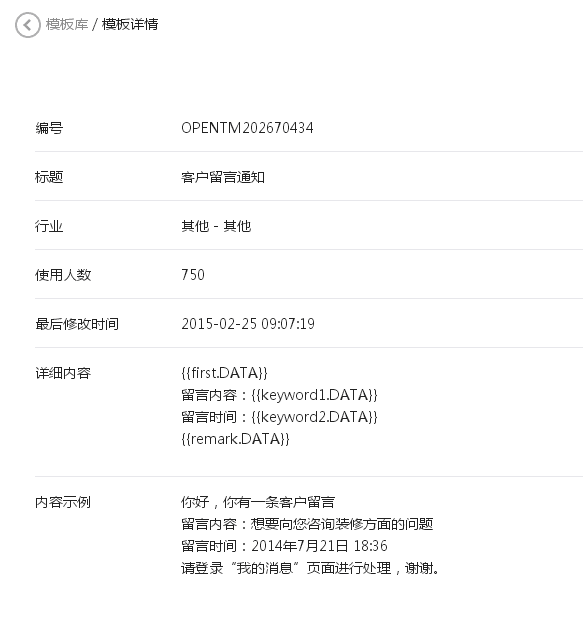 模板库 / 模板详情
编号 OPENTM202670434
标题 客户留言通知
行业 其他 - 其他
使用人数 750
最后修改时间 2015-02-25 09:07:19
详细内容 {{first.DATA}}
留言内容：{{keyword1.DATA}}
留言时间：{{keyword2.DATA}}
{{remark.DATA}}
内容示例 你好，你有一条客户留言
留言内容：想要向您咨询装修方面的问题
留言时间：2014年7月21日 18:36
请登录“我的消息”页面进行处理，谢谢。